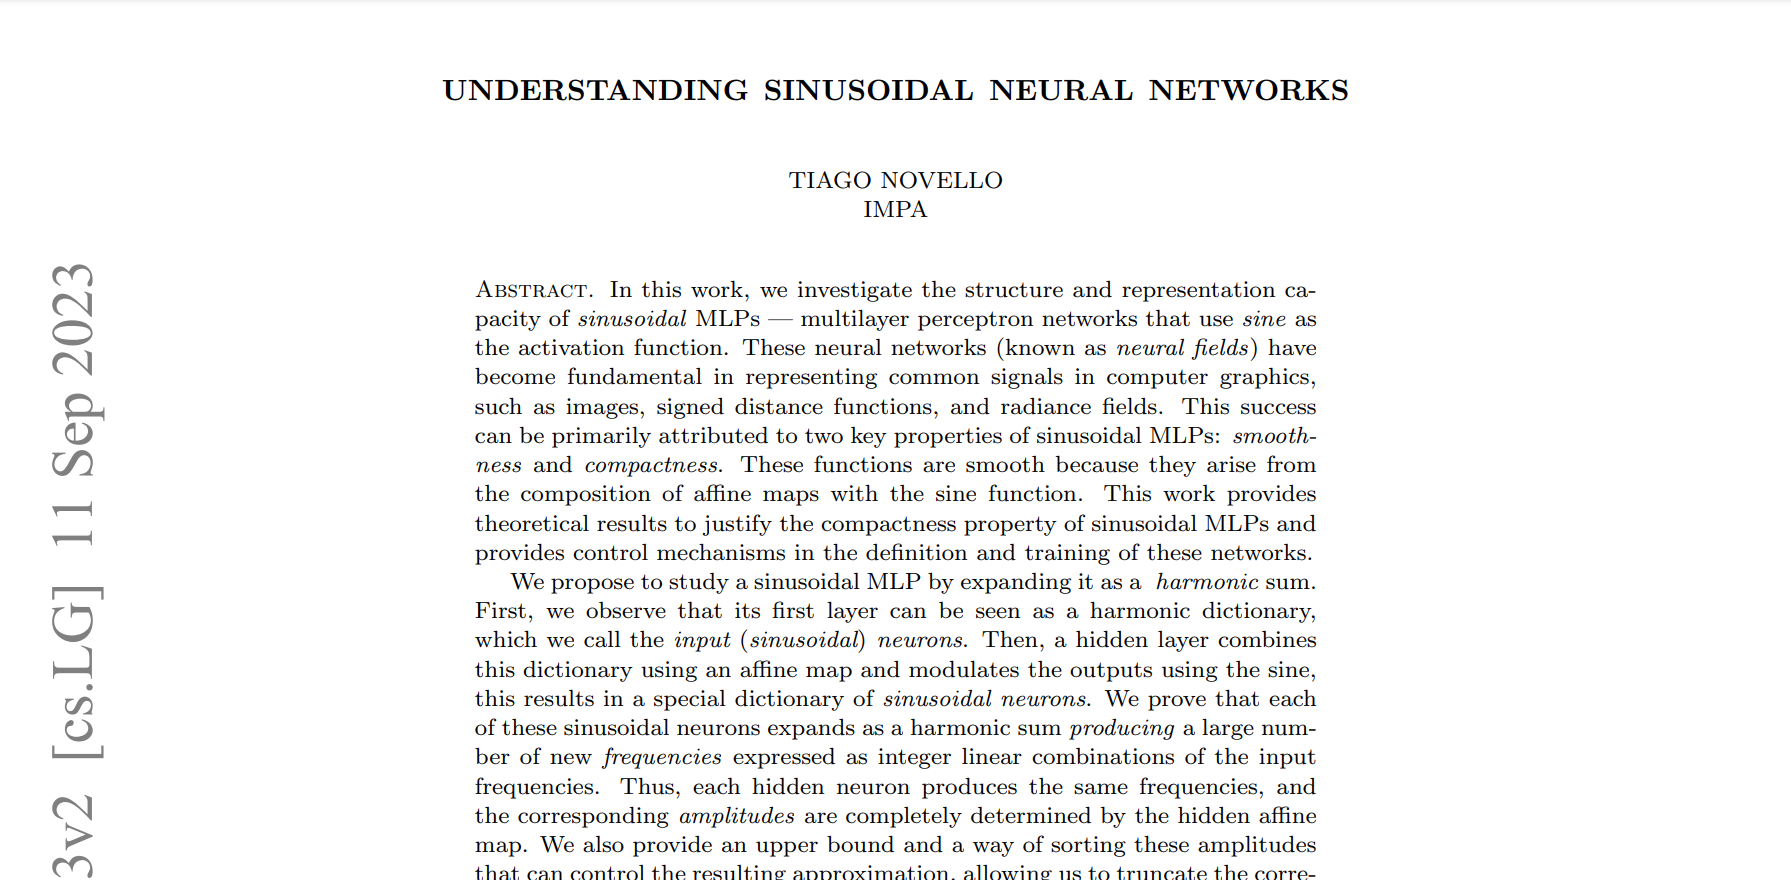 UNDERSTANDING SINUSOIDAL NEURAL NETWORKS
TIAGO NOVELLO
IMPA
ABSTRACT. In this work, we investigate the structure and representation ca-
pacity of sinusoidal MLPs — multilayer perceptron networks that use sine as
the activation function. These neural networks (known as neural fields) have
become fundamental in representing common signals in computer graphics,
such as images, signed distance functions, and radiance fields. This success
can be primarily attributed to two key properties of sinusoidal MLPs: smooth-
ness and compactness. These functions are smooth because they arise from
the composition of affine maps with the sine function. This work provides
theoretical results to justify the compactness property of sinusoidal MLPs and
provides control mechanisms in the definition and training of these networks.
We propose to study a sinusoidal MLP by expanding it as a harmonic sum.
First, we observe that its first layer can be seen as a harmonic dictionary,
which we call the input (sinusoidal) neurons. Then, a hidden layer combines
this dictionary using an affine map and modulates the outputs using the sine,
this results in a special dictionary of sinusoidal neurons. We prove that each
of these sinusoidal neurons expands as a harmonic sum producing a large num-
ber of new frequencies expressed as integer linear combinations of the input
frequencies. Thus, each hidden neuron produces the same frequencies, and
the corresponding amplitudes are completely determined by the hidden affine
map. We also provide an upper bound and a way of sorting these amplitudes
that can control the resulting approximation, allowing us to truncate the corre-
3v2 [cs.LG] 11 Sep 2023